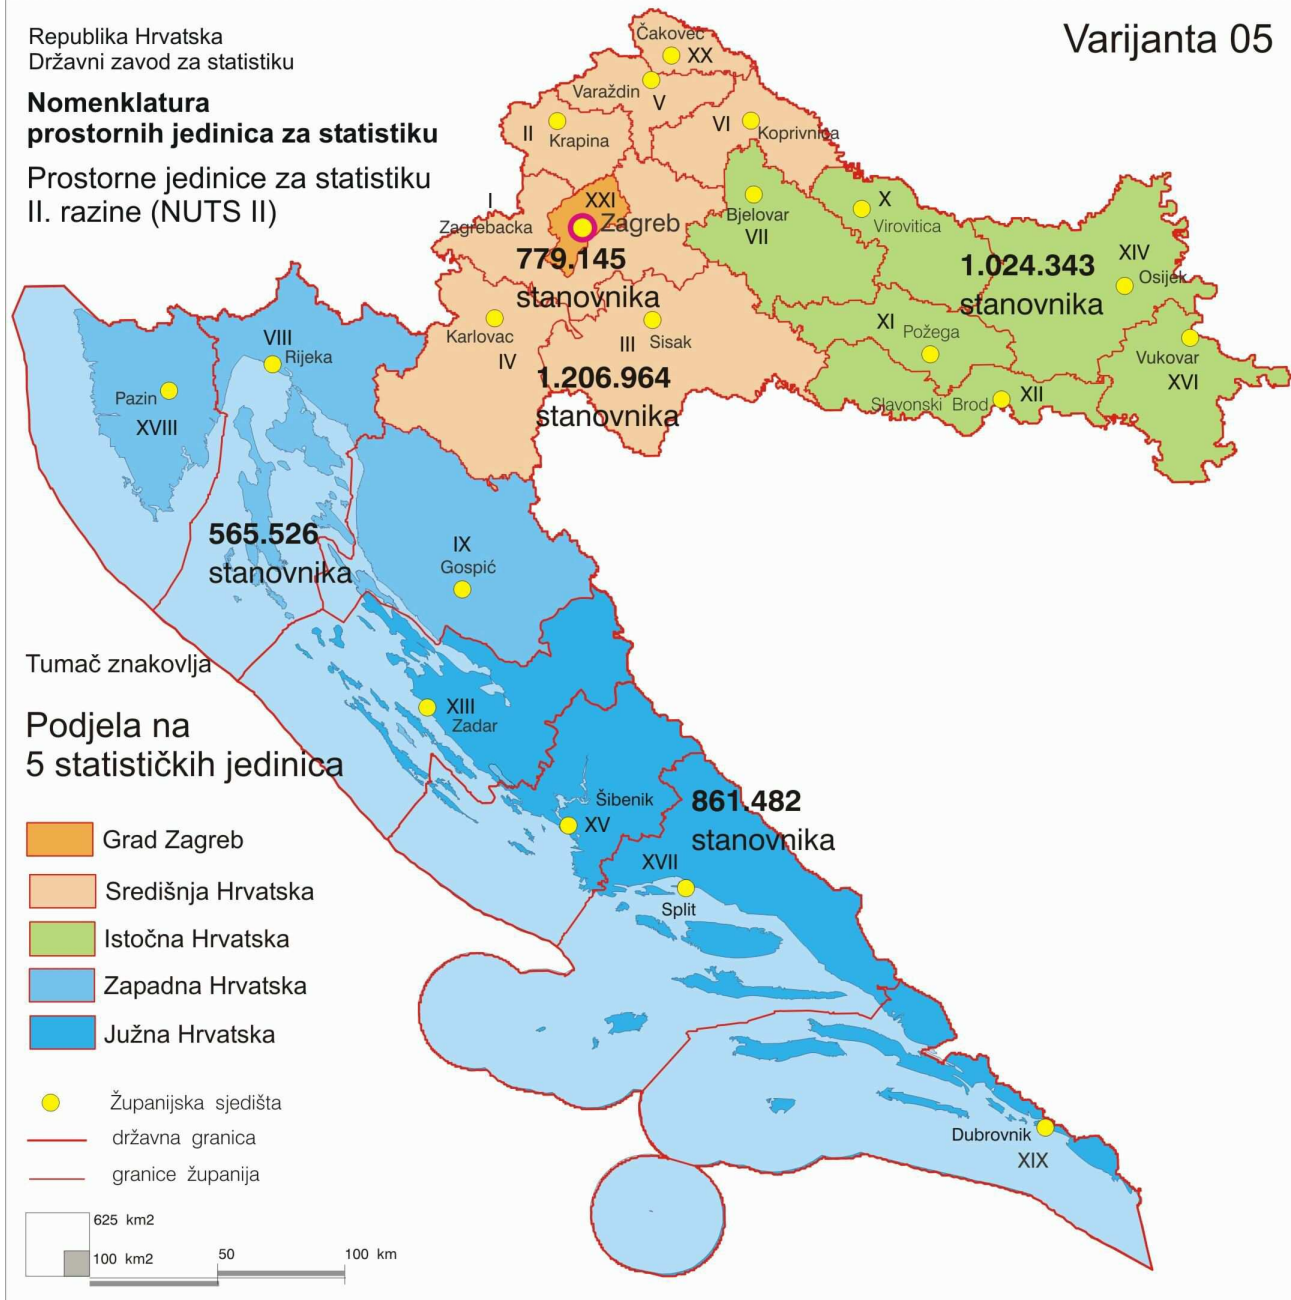 Republika Hrvatska
Državni zavod za statistiku
Nomenklatura
prostornih jedinica za statistiku
Prostorne jedinice za statistiku
II. razine (NUTS II)
Varijanta 05
Čakovec
XX
Varaždin
V
II
Krapina
VI
Koprivnica
I
Zagrebacka
XXI
Zagreb
779.145
stanovnika
Bjelovar
VII
X
Virovitica
XIV
Osijek
1.024.343
stanovnika
Karlovac
IV
III
Sisak
1.206.964
stanovnika
XI
Požega
Vukovar
XVI
Slavonski Brod
XII
VIII
Rijeka
Pazin
XVIII
565.526
stanovnika
IX
Gospić
XIII
Zadar
Šibenik
XV
861.482
stanovnika
XVII
Split
Dubrovnik
XIX
Tumač znakovlja
Podjela na
5 statističkih jedinica
Grad Zagreb
Središnja Hrvatska
Istočna Hrvatska
Zapadna Hrvatska
Južna Hrvatska
Županijska sjedišta
državna granica
granice županija
625 km2
100 km2
50
100 km